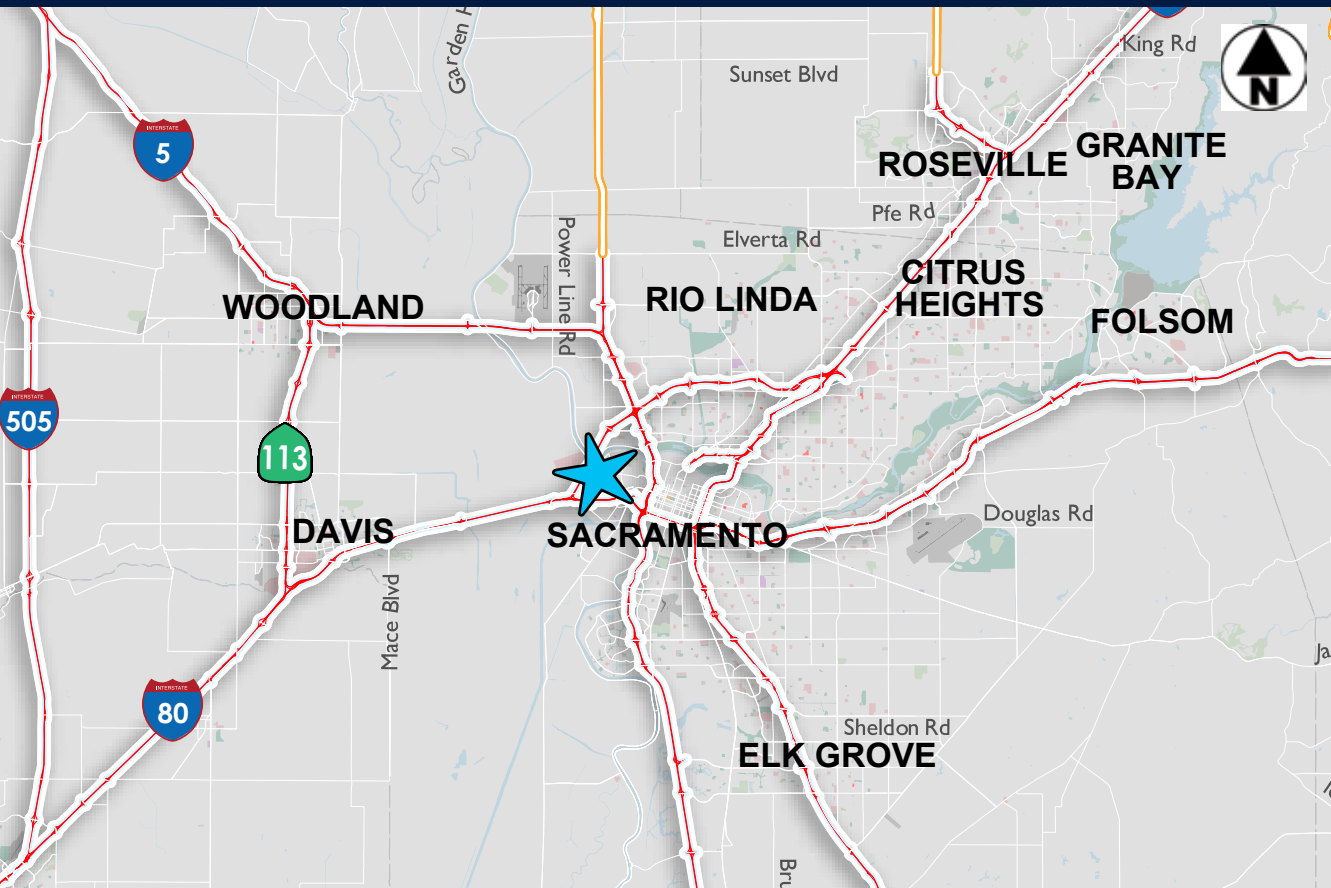 Garden H
King Rd
N
Sunset Blvd
INTERSTATE
5
ROSEVILLE
GRANITE
BAY
Pfe Rd
Power Line Rd
Elverta Rd
CITRUS
HEIGHTS
WOODLAND
RIO LINDA
FOLSOM
INTERSTATE
505
113
DAVIS
SACRAMENTO
Douglas Rd
Mace Blvd
Ja
INTERSTATE
80
Sheldon Rd
ELK GROVE
Bru